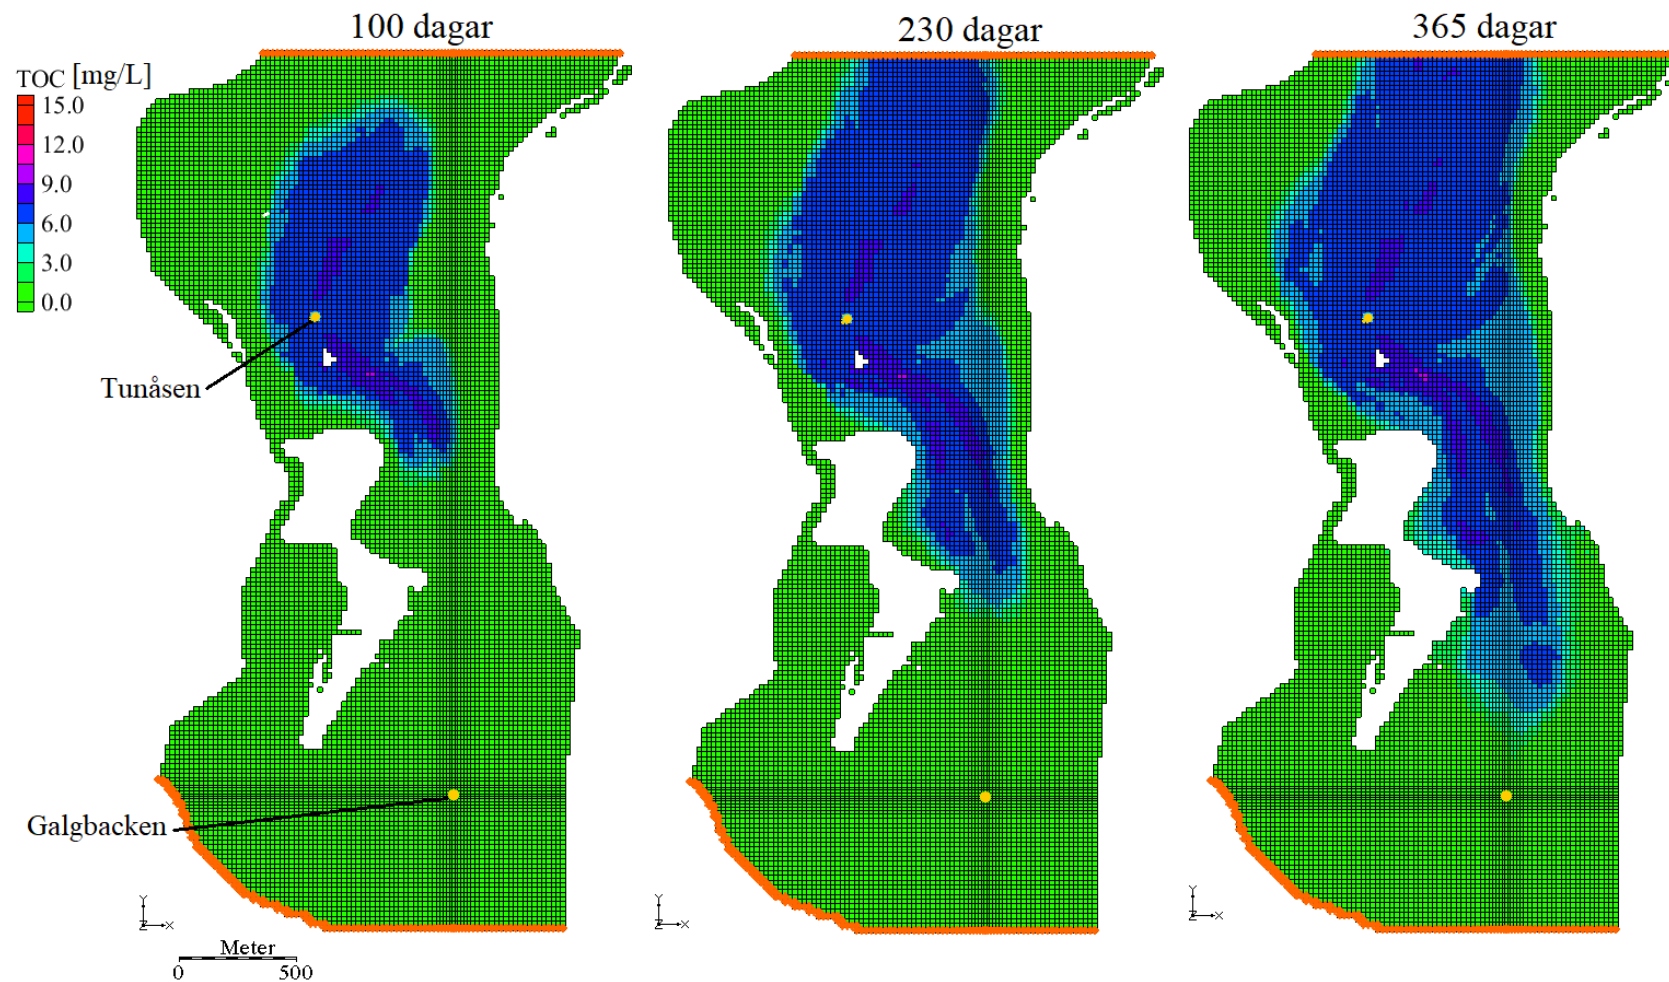 100 dagar
230 dagar
365 dagar
TOC [mg/L]
15.0
12.0
9.0
6.0
3.0
0.0
Tunåsen
Galgbacken
Y
Z X
Y
Z X
Y
Z X
Meter
0 500